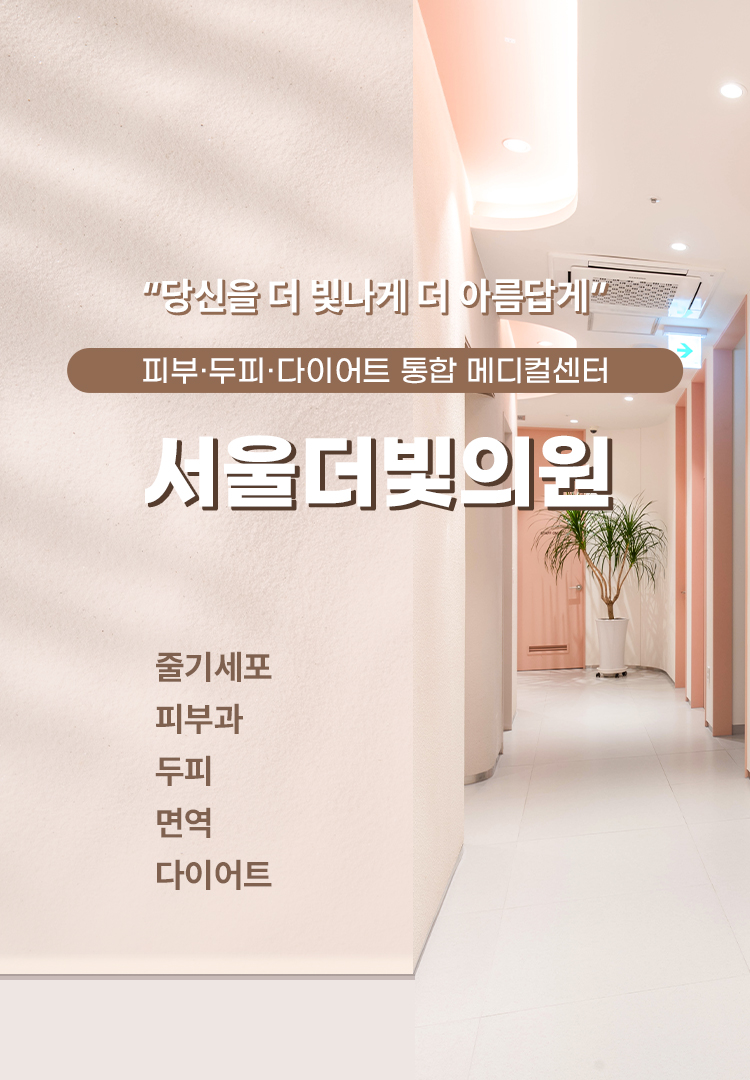 “당신을 더 빛나게 더 아름답게”
피부·두피·다이어트 통합 메디컬센터
서울더빛의원
줄기세포
피부과
두피
면역
다이어트